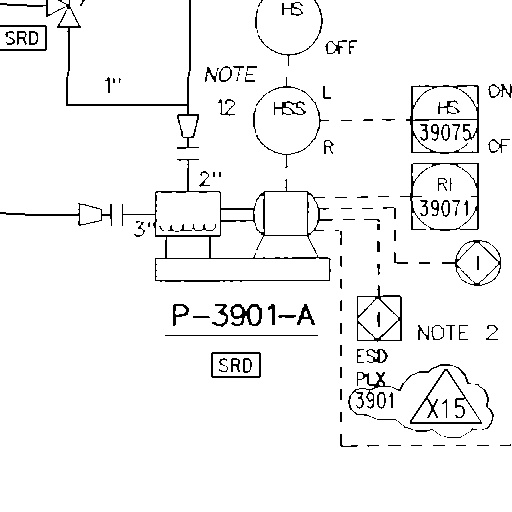 HS
SRD
OFF
NOTE
12
1"
L
HSS
R
ON
HS
39075
OF
2"
RI
39071
3"
I
P-3901-A
I
NOTE 2
SRD
ESD
PLX
3901
X15